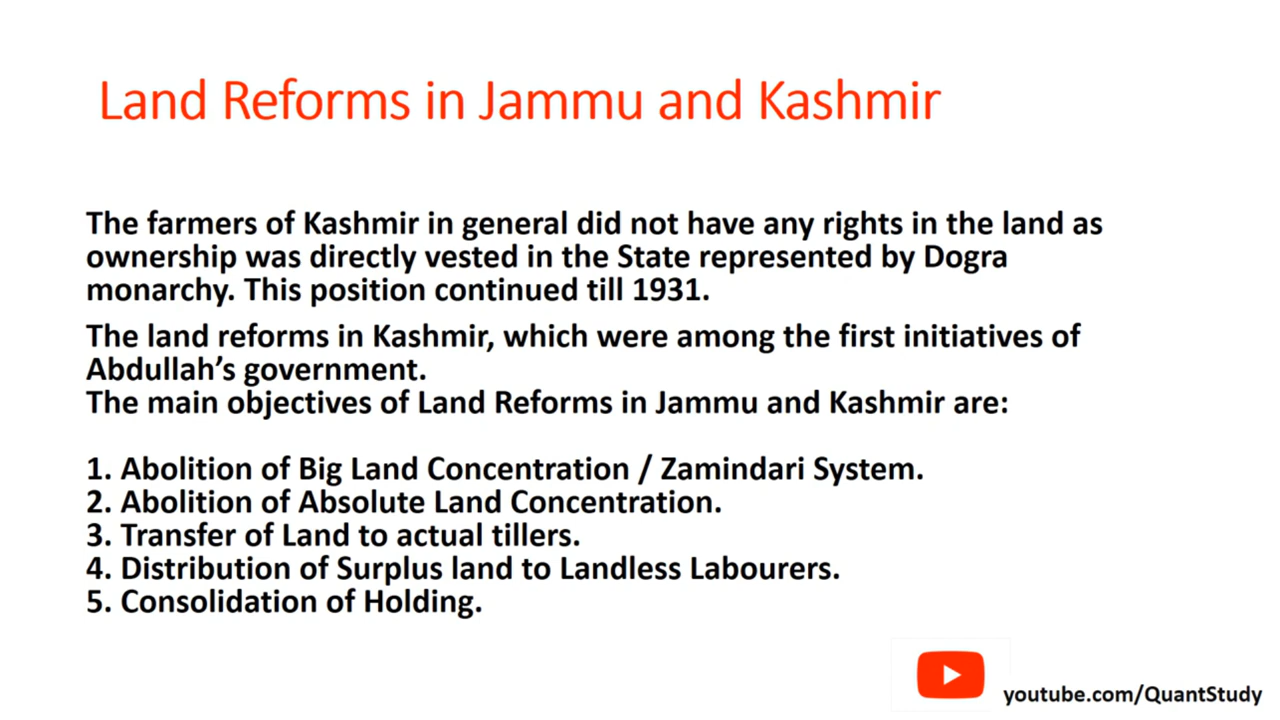 Land Reforms in Jammu and Kashmir
The farmers of Kashmir in general did not have any rights in the land as
ownership was directly vested in the State represented by Dogra
monarchy. This position continued till 1931.
The land reforms in Kashmir, which were among the first initiatives of
Abdullah’s government.
The main objectives of Land Reforms in Jammu and Kashmir are:
1. Abolition of Big Land Concentration / Zamindari System.
2. Abolition of Absolute Land Concentration.
3. Transfer of Land to actual tillers.
4. Distribution of Surplus land to Landless Labourers.
5. Consolidation of Holding.
youtube.com/QuantStudy